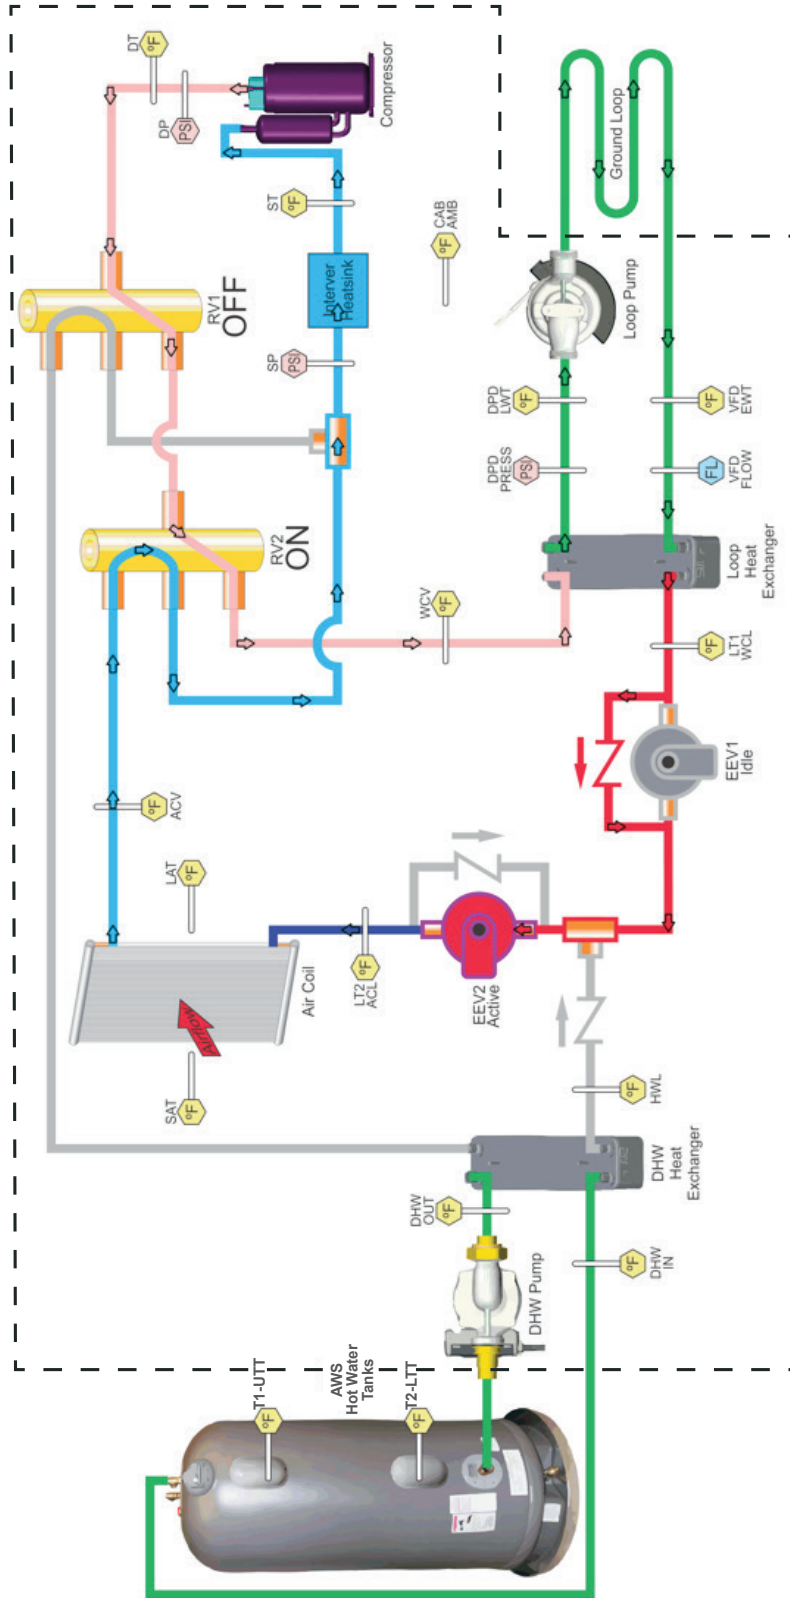 DT
°F
DP
PSI
Compressor
ST
°F
CAB
AMB
°F
Ground Loop
RV1
OFF
Interver
Heatsink
SP
PSI
Loop Pump
DPD
LWT
°F
VFD
EWT
°F
DPD
PRESS
PSI
VFD
FLOW
FL
RV2
ON
Loop
Heat
Exchanger
WCV
°F
LT1
WCL
°F
EEV1
Idle
ACV
°F
LAT
°F
Air Coil
Airflow
SAT
°F
LT2
ACL
°F
EEV2
Active
HWL
°F
DHW
Heat
Exchanger
DHW
OUT
°F
DHW
IN
°F
DHW Pump
T1-UTT
°F
AWS
Hot Water
Tanks
T2-LTT
°F